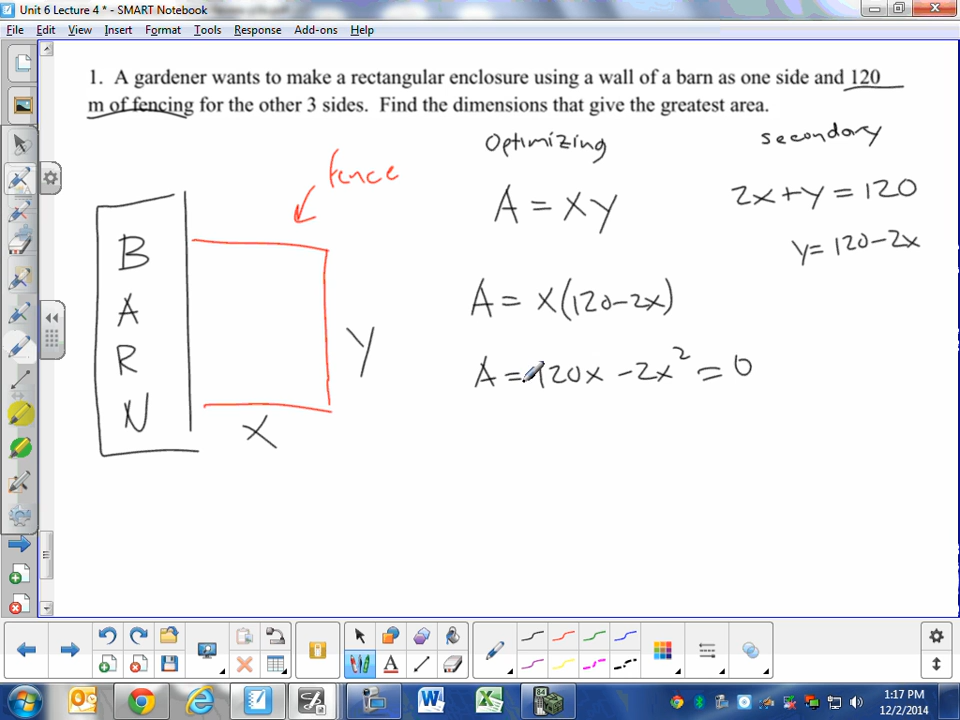 Unit 6 Lecture 4 * - SMART Notebook
File Edit View Insert Format Tools Response Add-ons Help
1. A gardener wants to make a rectangular enclosure using a wall of a barn as one side and 120
m of fencing for the other 3 sides. Find the dimensions that give the greatest area.
Optimizing
secondary
fence
A = xy
2x + y = 120
y = 120 - 2x
B
A
R
N
y
x
A = x(120 - 2x)
A = 120x - 2x² = 0
A
W
X
1:17 PM
12/2/2014